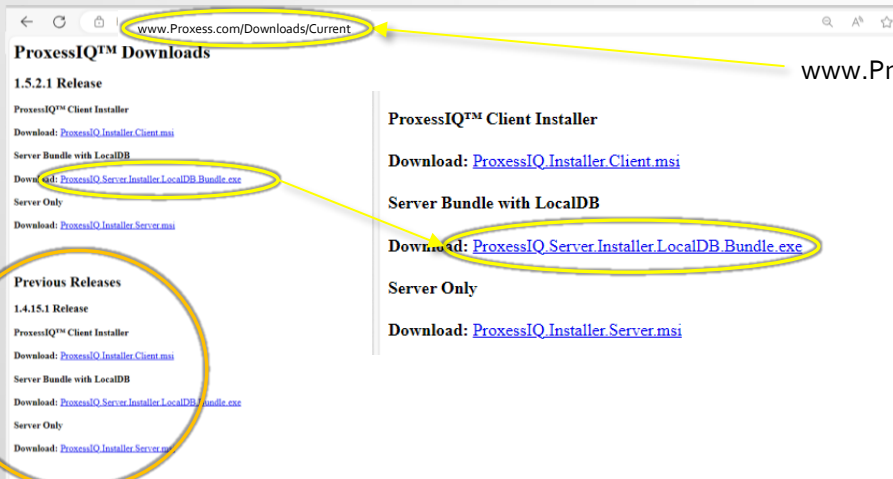 www.Proxess.com/Downloads/Current
www.Pr
ProxessIQ™ Downloads
1.5.2.1 Release
ProxessIQ™ Client Installer
Download: ProxessIQ.Installer.Client.msi
Server Bundle with LocalDB
Download: ProxessIQ.Server.Installer.LocalDB.Bundle.exe
Server Only
Download: ProxessIQ.Installer.Server.msi
Previous Releases
1.4.15.1 Release
ProxessIQ™ Client Installer
Download: ProxessIQ.Installer.Client.msi
Server Bundle with LocalDB
Download: ProxessIQ.Server.Installer.LocalDB.Bundle.exe
Server Only
Download: ProxessIQ.Installer.Server.msi
ProxessIQ™ Client Installer
Download: ProxessIQ.Installer.Client.msi
Server Bundle with LocalDB
Download: ProxessIQ.Server.Installer.LocalDB.Bundle.exe
Server Only
Download: ProxessIQ.Installer.Server.msi